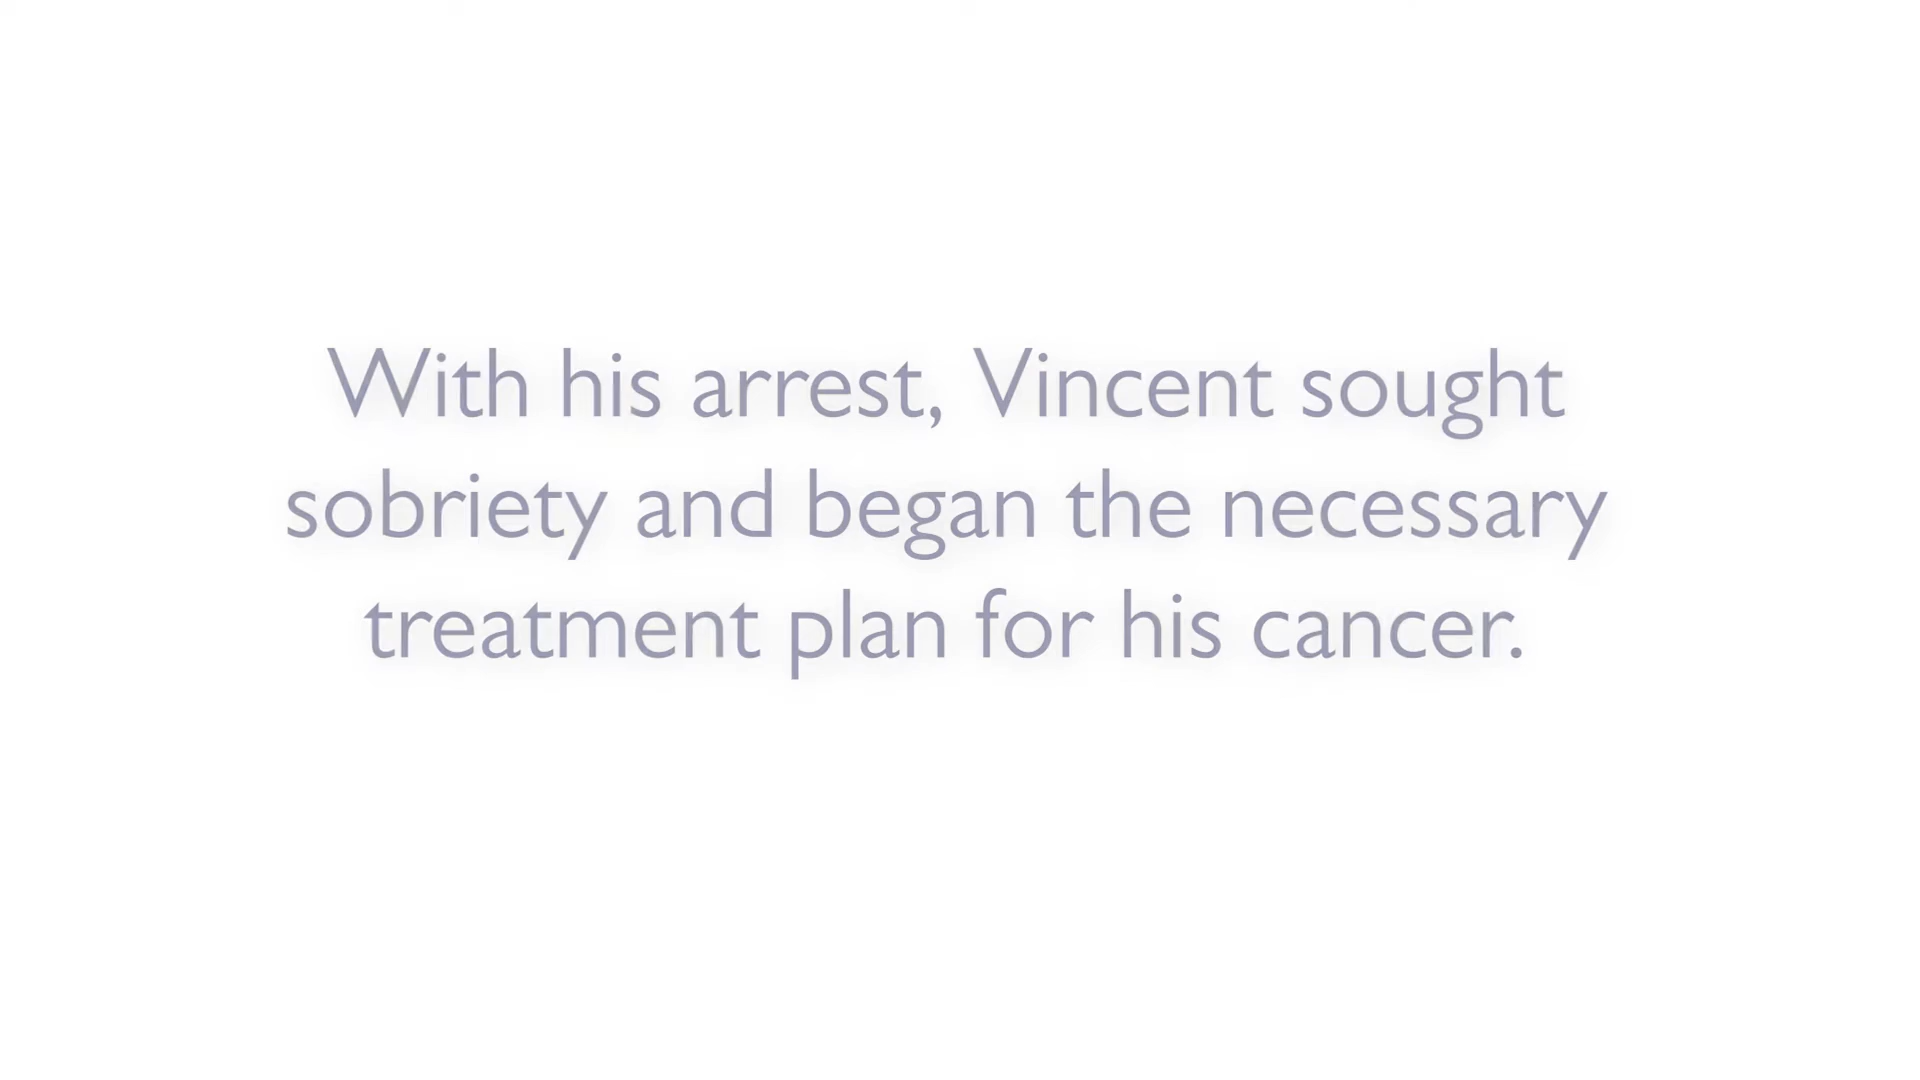 With his arrest, Vincent sought
sobriety and began the necessary
treatment plan for his cancer.